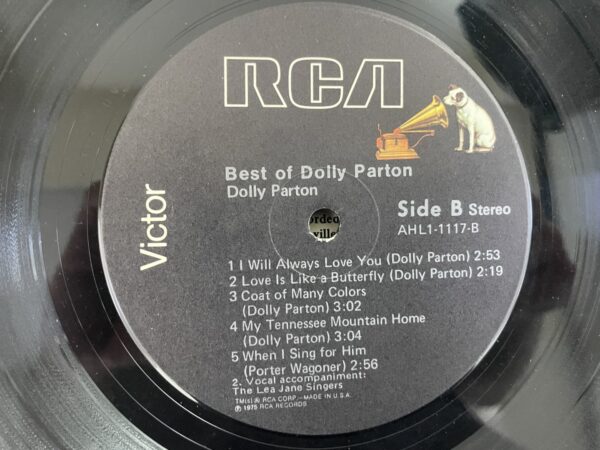 RCA
Victor
Best of Dolly Parton
Dolly Parton
Side B Stereo
AHL1-1117-B
1 I Will Always Love You (Dolly Parton) 2:53
2 Love Is Like a Butterfly (Dolly Parton) 2:19
3 Coat of Many Colors
(Dolly Parton) 3:02
4 My Tennessee Mountain Home
(Dolly Parton) 3:04
5 When I Sing for Him
(Porter Wagoner) 2:56
2. Vocal accompaniment:
The Lea Jane Singers
TM(s) ® RCA CORP.—MADE IN U.S.A.
℗ 1975 RCA RECORDS